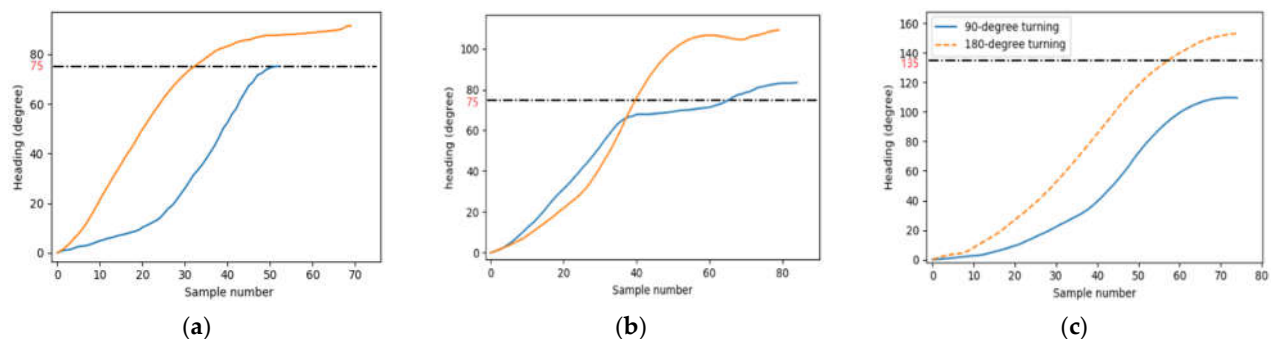 Heading (degree)
80
75
60
40
20
0
0 10 20 30 40 50 60 70
Sample number
(a)
heading (degree)
100
80
75
60
40
20
0
0 20 40 60 80
Sample number
(b)
Heading (degree)
160
140
135
120
100
80
60
40
20
0
90-degree turning
180-degree turning
0 10 20 30 40 50 60 70 80
Sample number
(c)